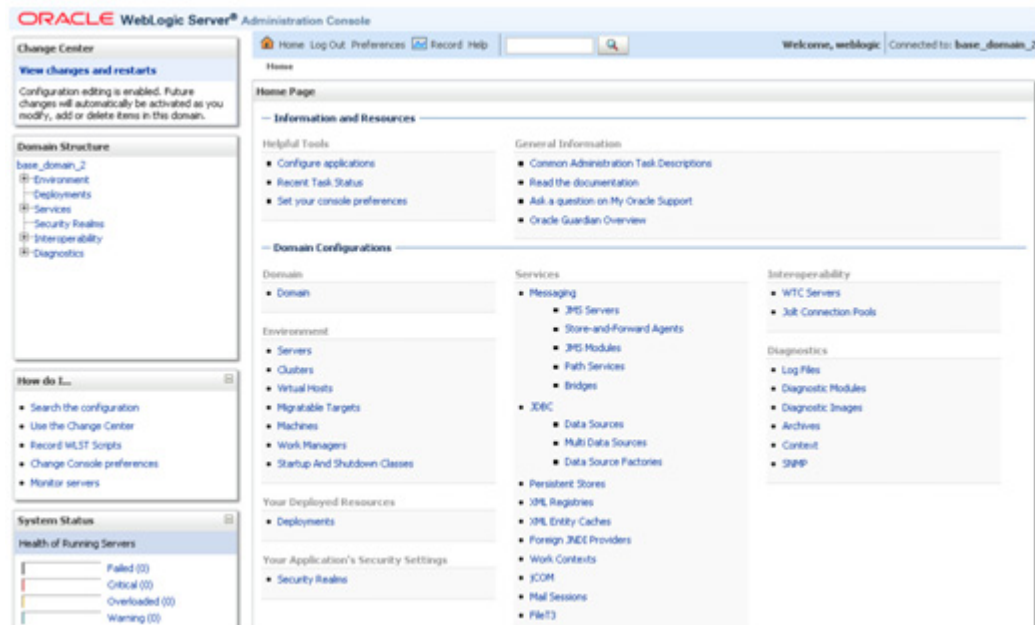 ORACLE WebLogic Server® Administration Console
Change Center
View changes and restarts
Configuration editing is enabled. Future
changes will automatically be activated as you
modify, add or delete items in this domain.
Domain Structure
base_domain_2
Environment
Deployments
Services
Security Realms
Interoperability
Diagnostics
How do I...
Search the configuration
Use the Change Center
Record WLST Scripts
Change Console preferences
Monitor servers
System Status
Health of Running Servers
Failed (0)
Critical (0)
Overloaded (0)
Warning (0)
Home Log Out Preferences Record Help
Welcome, weblogic Connected to: base_domain_2
Home
Home Page
Information and Resources
Helpful Tools
Configure applications
Recent Task Status
Set your console preferences
General Information
Common Administration Task Descriptions
Read the documentation
Ask a question on My Oracle Support
Oracle Guardian Overview
Domain Configurations
Domain
Domain
Environment
Servers
Clusters
Virtual Hosts
Migratable Targets
Machines
Work Managers
Startup And Shutdown Classes
Your Deployed Resources
Deployments
Your Application's Security Settings
Security Realms
Services
Messaging
JMS Servers
Store-and-Forward Agents
JMS Modules
Path Services
Bridges
JDBC
Data Sources
Multi Data Sources
Data Source Factories
Persistent Stores
XML Registries
XML Entity Caches
Foreign JNDI Providers
Work Contexts
jCOM
Mail Sessions
FileT3
Interoperability
WTC Servers
Jolt Connection Pools
Diagnostics
Log Files
Diagnostic Modules
Diagnostic Images
Archives
Context
SNMP